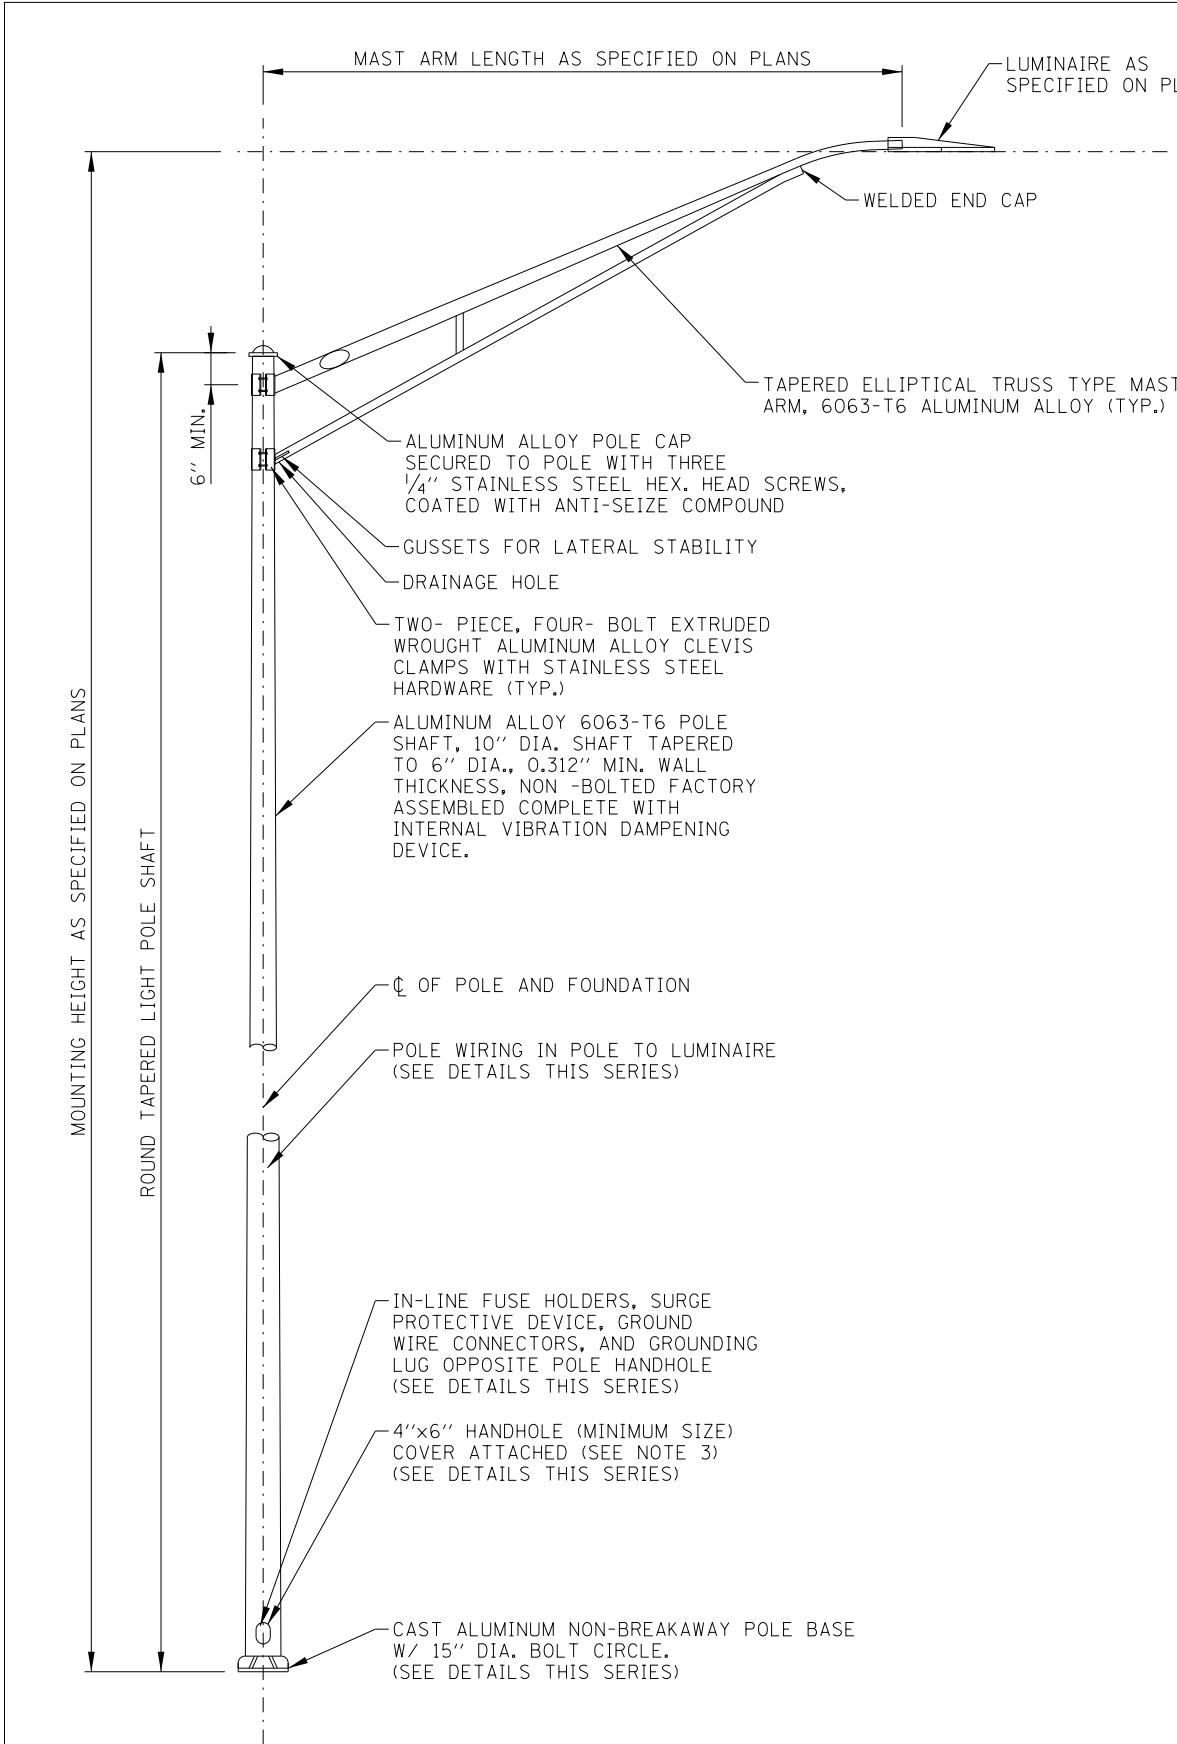 MAST ARM LENGTH AS SPECIFIED ON PLANS
LUMINAIRE AS
SPECIFIED ON
WELDED END CAP
TAPERED ELLIPTICAL TRUSS TYPE MAST
ARM, 6063-T6 ALUMINUM ALLOY (TYP.)
6'' MIN.
ALUMINUM ALLOY POLE CAP
SECURED TO POLE WITH THREE
1/4'' STAINLESS STEEL HEX. HEAD SCREWS,
COATED WITH ANTI-SEIZE COMPOUND
GUSSETS FOR LATERAL STABILITY
DRAINAGE HOLE
TWO- PIECE, FOUR- BOLT EXTRUDED
WROUGHT ALUMINUM ALLOY CLEVIS
CLAMPS WITH STAINLESS STEEL
HARDWARE (TYP.)
ALUMINUM ALLOY 6063-T6 POLE
SHAFT, 10'' DIA. SHAFT TAPERED
TO 6'' DIA., 0.312'' MIN. WALL
THICKNESS, NON -BOLTED FACTORY
ASSEMBLED COMPLETE WITH
INTERNAL VIBRATION DAMPENING
DEVICE.
MOUNTING HEIGHT AS SPECIFIED ON PLANS
ROUND TAPERED LIGHT POLE SHAFT
℄ OF POLE AND FOUNDATION
POLE WIRING IN POLE TO LUMINAIRE
(SEE DETAILS THIS SERIES)
IN-LINE FUSE HOLDERS, SURGE
PROTECTIVE DEVICE, GROUND
WIRE CONNECTORS, AND GROUNDING
LUG OPPOSITE POLE HANDHOLE
(SEE DETAILS THIS SERIES)
4''x6'' HANDHOLE (MINIMUM SIZE)
COVER ATTACHED (SEE NOTE 3)
(SEE DETAILS THIS SERIES)
CAST ALUMINUM NON-BREAKAWAY POLE BASE
W/ 15'' DIA. BOLT CIRCLE.
(SEE DETAILS THIS SERIES)